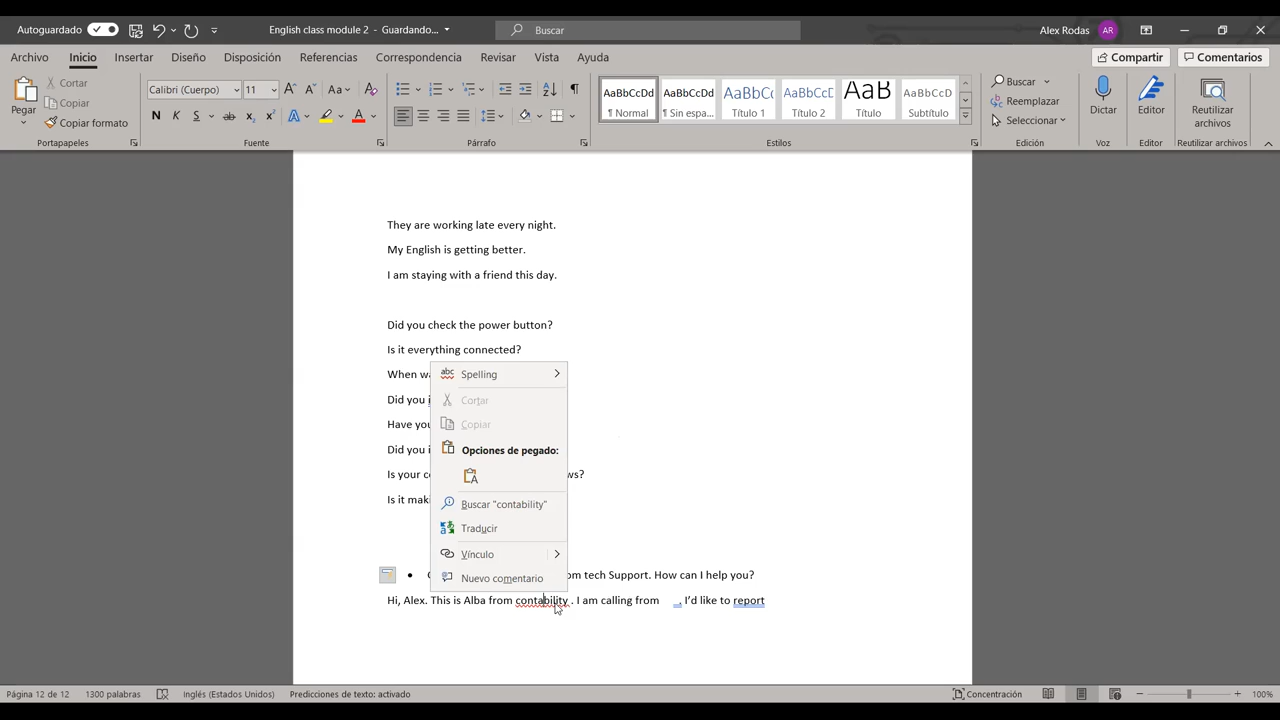 Autoguardado
English class module 2 - Guardando...
Buscar
Alex Rodas AR
Archivo Inicio Insertar Diseño Disposición Referencias Correspondencia Revisar Vista Ayuda Compartir Comentarios
Pegar
Cortar
Copiar
Copiar formato
Portapapeles
Calibri (Cuerpo) 11
N K S ab x₂ x²
Fuente
Párrafo
AaBbCcDd AaBbCcDd AaBbCc AaBbCcD AaB AaBbCcD
¶ Normal ¶ Sin espa... Título 1 Título 2 Título Subtítulo
Estilos
Buscar
Reemplazar
Seleccionar
Edición
Dictar
Voz
Editor
Editor
Reutilizar archivos
Reutilizar archivos
They are working late every night.
My English is getting better.
I am staying with a friend this day.
Did you check the power button?
Is it everything connected?
When
Did you
Have you
Did you
Is your
Is it
Spelling
Cortar
Copiar
Opciones de pegado:
Buscar "contability"
Traducir
Vínculo
Nuevo comentario
om tech Support. How can I help you?
Hi, Alex. This is Alba from contability . I am calling from . I'd like to report
Página 12 de 12 1300 palabras Inglés (Estados Unidos) Predicciones de texto: activado Concentración 100%